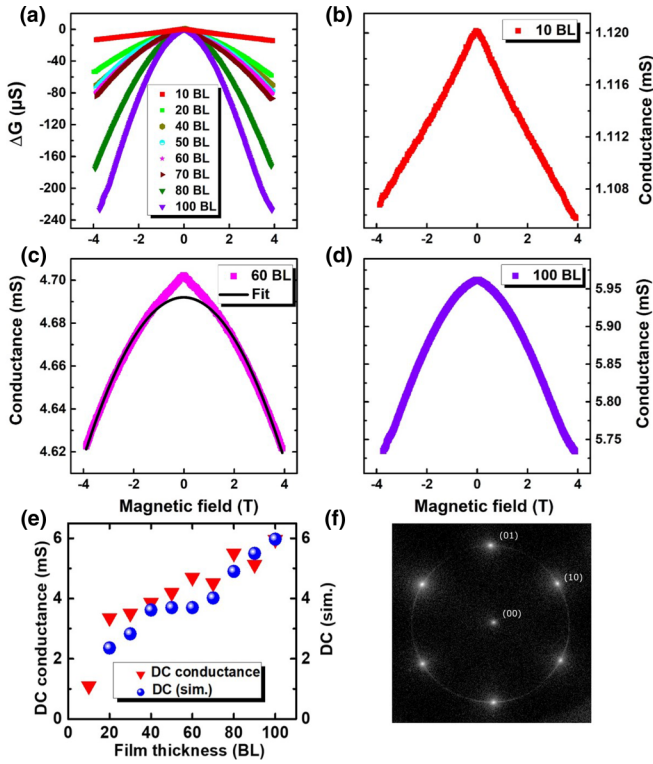 (a)
ΔG (μS)
0
-40
-80
-120
-160
-200
-240
-4 -2 0 2 4
10 BL
20 BL
40 BL
50 BL
60 BL
70 BL
80 BL
100 BL
(b)
10 BL
1.120
1.116
1.112
1.108
Conductance (mS)
-4 -2 0 2 4
(c)
60 BL
Fit
Conductance (mS)
4.70
4.68
4.66
4.64
4.62
-4 -2 0 2 4
Magnetic field (T)
(d)
100 BL
5.95
5.90
5.85
5.80
5.75
Conductance (mS)
-4 -2 0 2 4
Magnetic field (T)
(e)
DC conductance (mS)
6
4
2
0
DC conductance
DC (sim.)
6
4
2
0
DC (sim.)
0 20 40 60 80 100
Film thickness (BL)
(f)
(01)
(10)
(00)